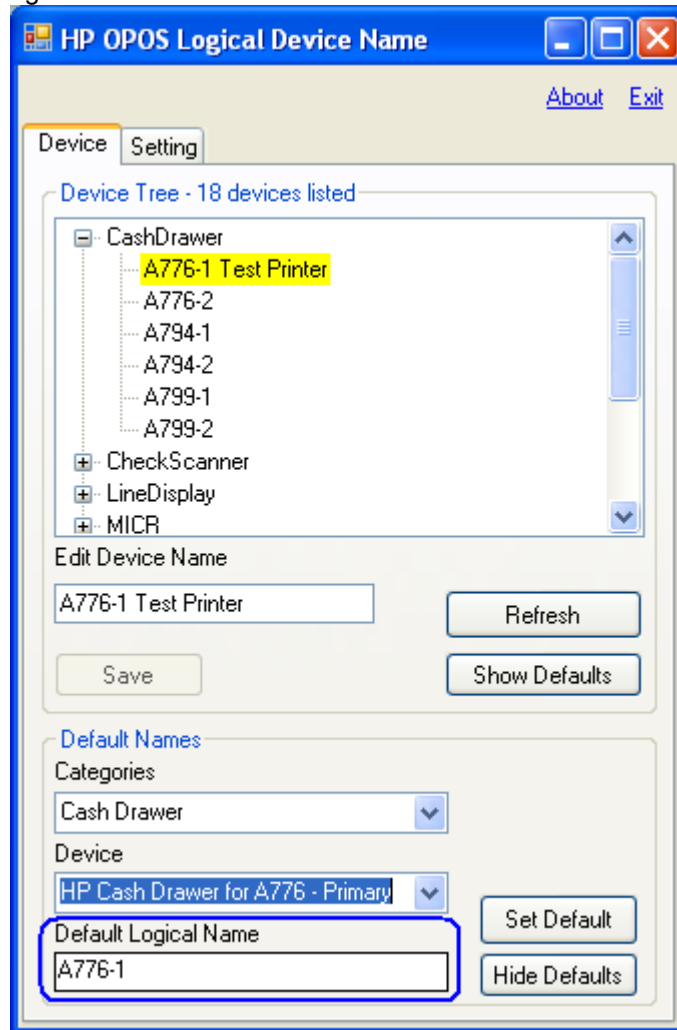 HP OPOS Logical Device Name
About Exit
Device Setting
Device Tree - 18 devices listed
CashDrawer
A776-1 Test Printer
A776-2
A794-1
A794-2
A799-1
A799-2
CheckScanner
LineDisplay
MICR
Edit Device Name
A776-1 Test Printer
Refresh
Save
Show Defaults
Default Names
Categories
Cash Drawer
Device
HP Cash Drawer for A776 - Primary
Set Default
Default Logical Name
A776-1
Hide Defaults